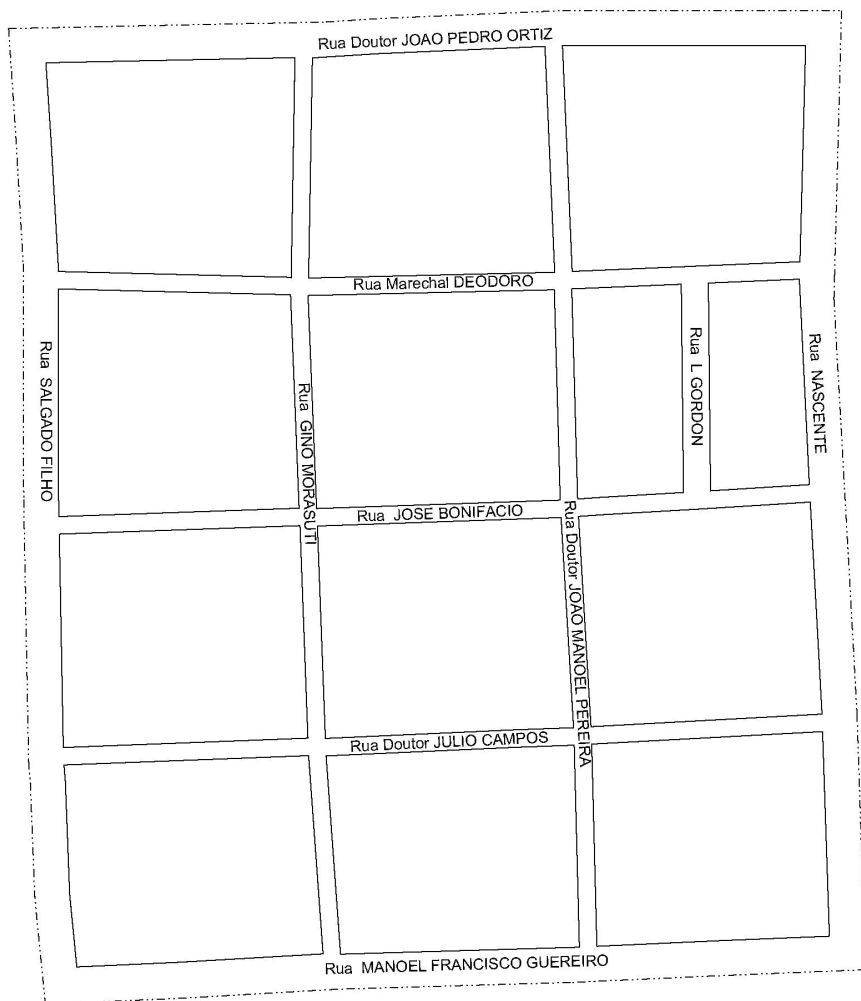 Rua Doutor JOAO PEDRO ORTIZ
Rua Marechal DEODORO
Rua SALGADO FILHO
Rua GINO MORASUTI
Rua L GORDON
Rua NASCENTE
Rua JOSE BONIFACIO
Rua Doutor JOAO MANOEL PEREIRA
Rua Doutor JULIO CAMPOS
Rua MANOEL FRANCISCO GUEREIRO